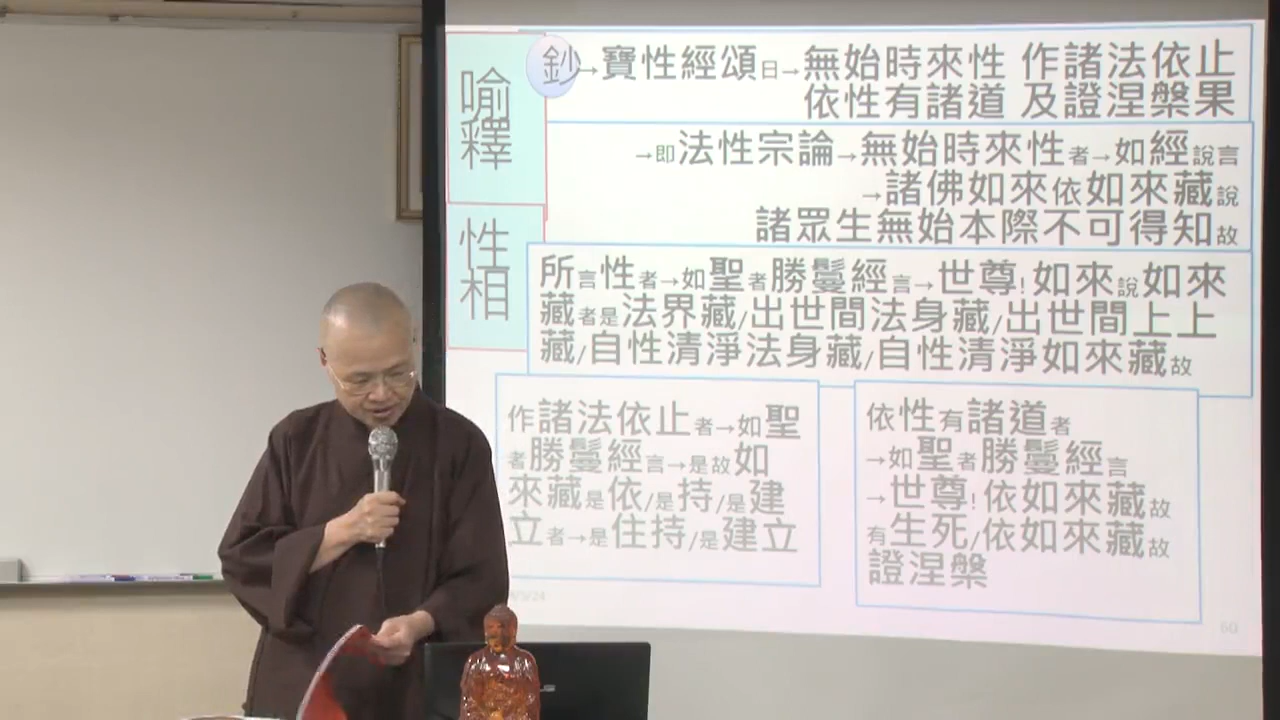 喻
釋
性
相
鈔→寶性經頌曰→無始時來性 作諸法依止
依性有諸道 及證涅槃果
→即法性宗論→無始時來性者→如經說言
→諸佛如來依如來藏說
諸眾生無始本際不可得知故
所言性者→如聖者勝鬘經言→世尊!如來說如來
藏者是法界藏/出世間法身藏/出世間上上
藏/自性清淨法身藏/自性清淨如來藏故
作諸法依止者→如聖
者勝鬘經言→是故如
來藏是依/是持/是建
立者→是住持/是建立
依性有諸道者
→如聖者勝鬘經言
→世尊!依如來藏故
有生死/依如來藏故
證涅槃
60